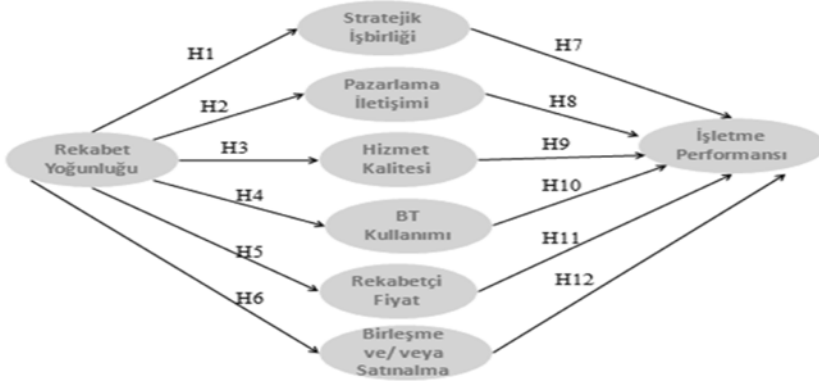 Stratejik
İşbirliği
H1
H7
Pazarlama
İletişimi
H2
H8
Rekabet
Yoğunluğu
H3
Hizmet
Kalitesi
H9
İşletme
Performansı
H4
BT
Kullanımı
H10
H5
Rekabetçi
Fiyat
H11
H6
Birleşme
ve/ veya
Satınalma
H12